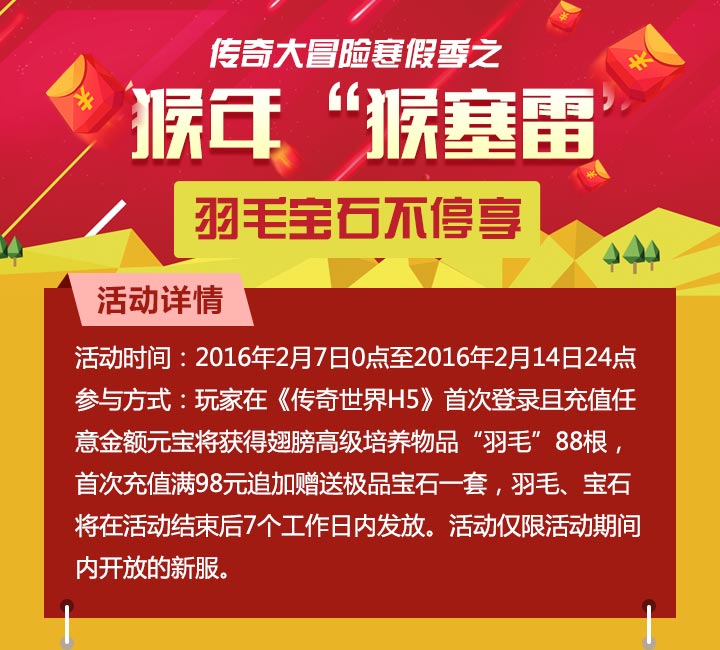 传奇大冒险寒假季之
猴年“猴塞雷”
羽毛宝石不停享
活动详情
活动时间：2016年2月7日0点至2016年2月14日24点
参与方式：玩家在《传奇世界H5》首次登录且充值任
意金额元宝将获得翅膀高级培养物品“羽毛”88根，
首次充值满98元追加赠送极品宝石一套，羽毛、宝石
将在活动结束后7个工作日内发放。活动仅限活动期间
内开放的新服。